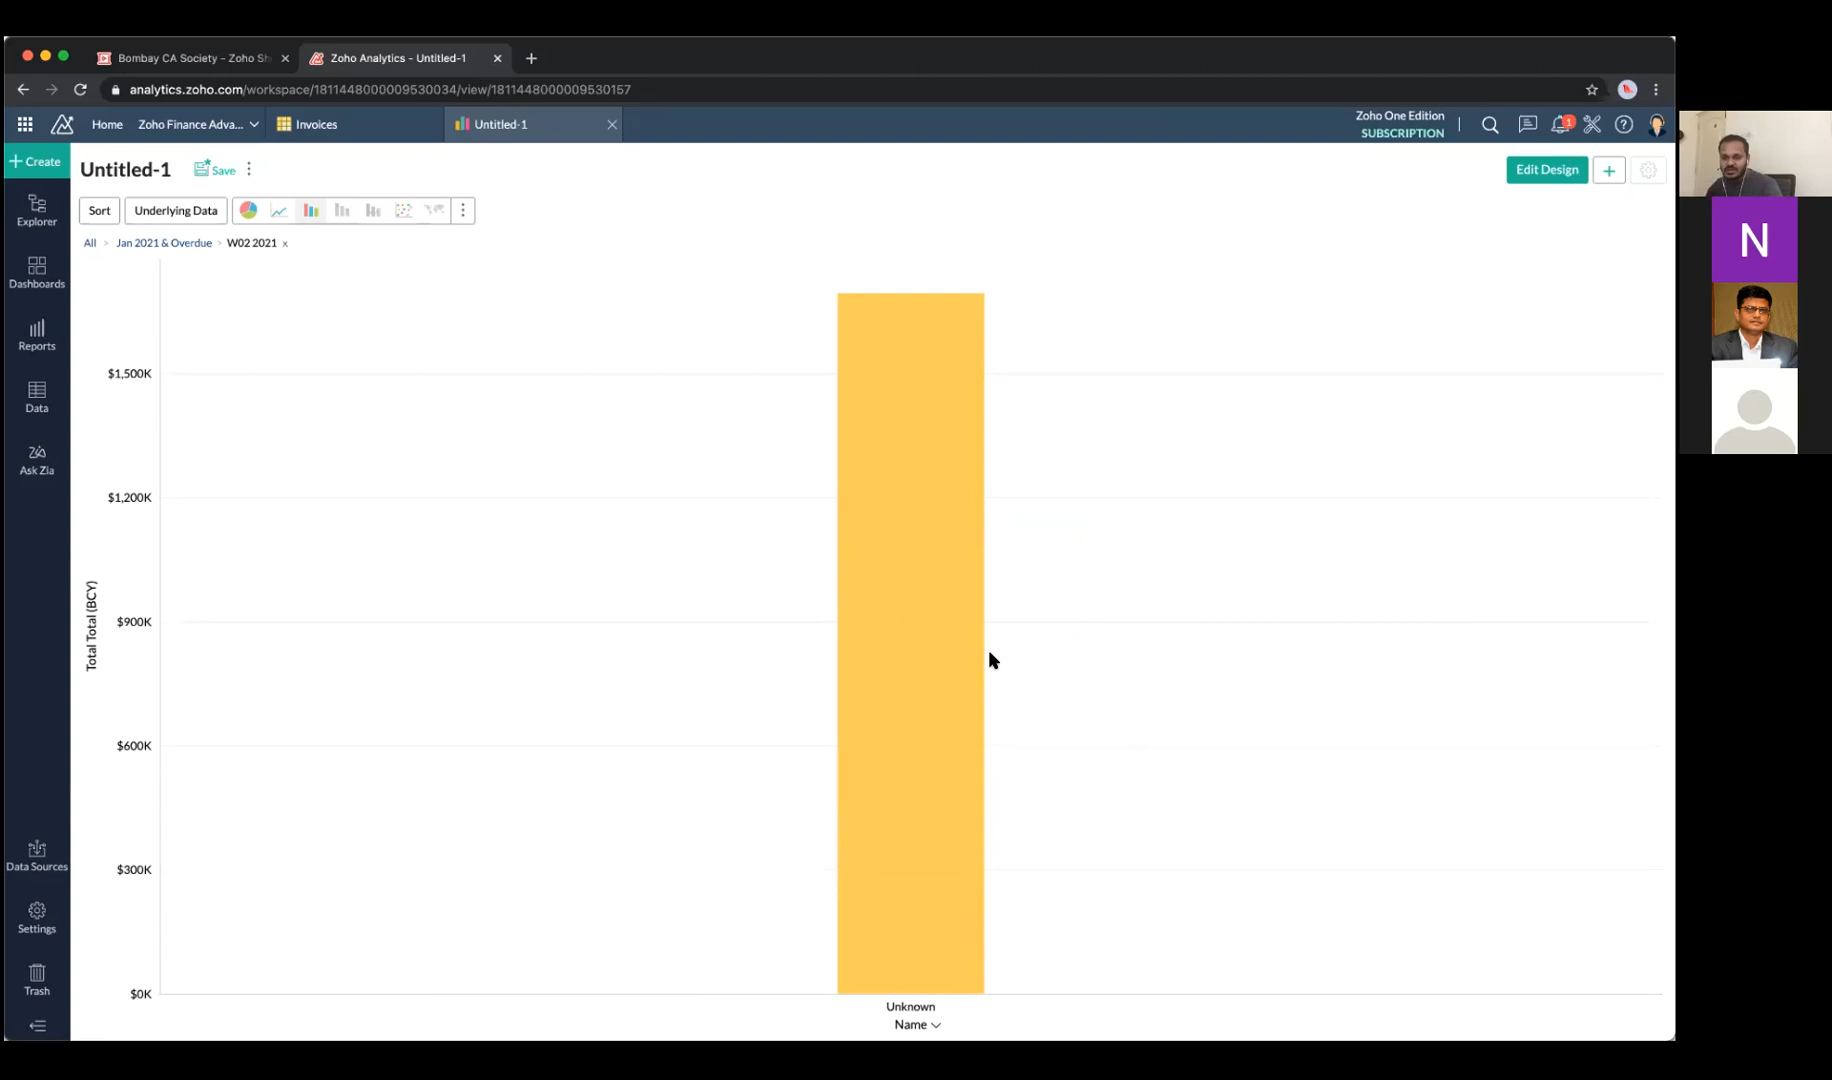 Bombay CA Society - Zoho Sh
Zoho Analytics - Untitled-1
analytics.zoho.com/workspace/1811448000009530034/view/1811448000009530157
Home
Zoho Finance Adva...
Invoices
Untitled-1
Zoho One Edition
SUBSCRIPTION
1
+ Create
Untitled-1
Save
Edit Design
+
Explorer
Sort
Underlying Data
All > Jan 2021 & Overdue > W02 2021 x
N
Dashboards
Reports
Data
Ask Zia
Data Sources
Settings
Trash
Total Total (BCY)
$1,500K
$1,200K
$900K
$600K
$300K
$0K
Unknown
Name